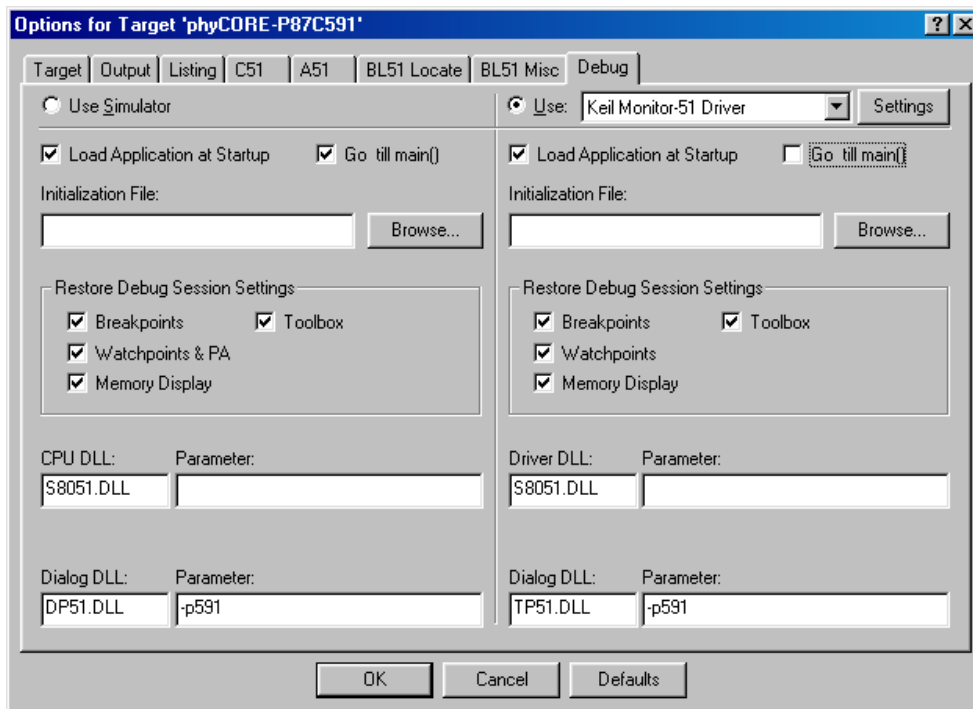 Options for Target 'phyCORE-P87C591'
Target Output Listing C51 A51 BL51 Locate BL51 Misc Debug
Use Simulator
Use: Keil Monitor-51 Driver Settings
Load Application at Startup Go till main()
Load Application at Startup Go till main()
Initialization File:
Initialization File:
Browse...
Browse...
Restore Debug Session Settings
Breakpoints Toolbox
Watchpoints & PA
Memory Display
Restore Debug Session Settings
Breakpoints Toolbox
Watchpoints
Memory Display
CPU DLL: Parameter:
S8051.DLL
Driver DLL: Parameter:
S8051.DLL
Dialog DLL: Parameter:
DP51.DLL -p591
Dialog DLL: Parameter:
TP51.DLL -p591
OK Cancel Defaults